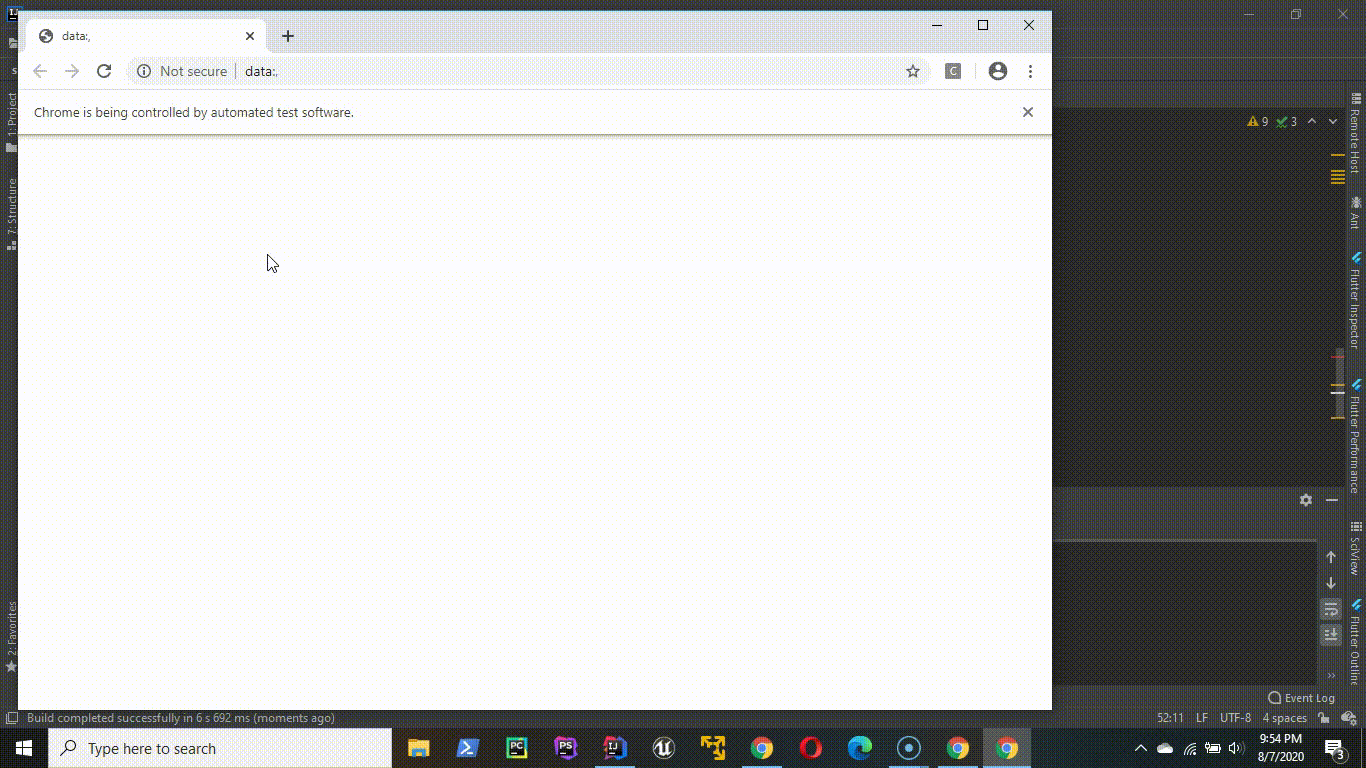 data:,
Not secure
data:,
C
Chrome is being controlled by automated test software.
1: Project
7: Structure
2: Favorites
9
3
Remote Host
Ant
Flutter Inspector
Flutter Performance
SciView
Flutter Outline
Event Log
Build completed successfully in 6 s 692 ms (moments ago)
52:11
LF
UTF-8
4 spaces
Type here to search
PC
PS
IJ
9:54 PM
8/7/2020
3